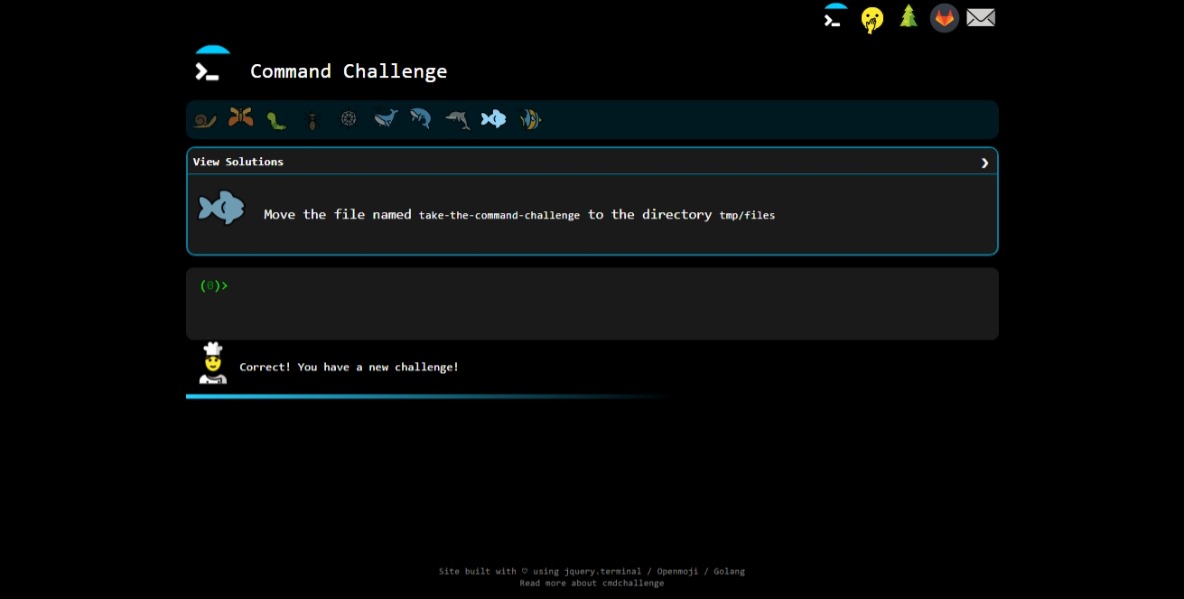 Command Challenge
View Solutions
Move the file named take-the-command-challenge to the directory tmp/files
(0)>
Correct! You have a new challenge!
Site built with ♡ using jquery.terminal / Openmoji / Golang
Read more about cmdchallenge